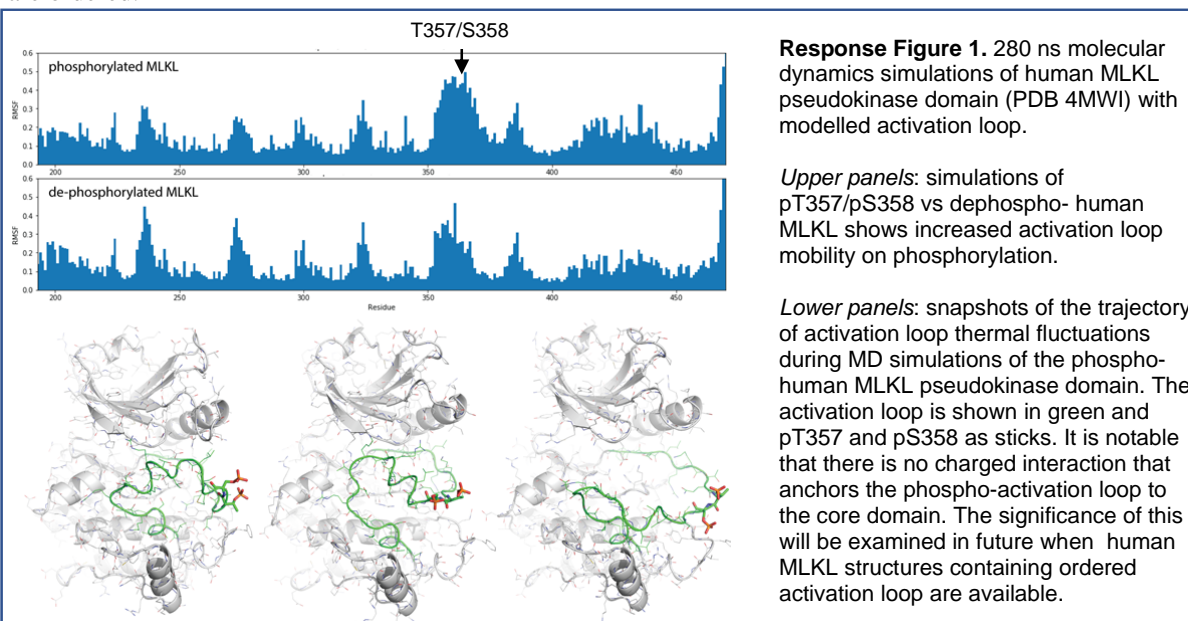 T357/S358
phosphorylated MLKL
RMSF
0.6
0.5
0.4
0.3
0.2
0.1
0.0
200
250
300
350
400
450
de-phosphorylated MLKL
RMSF
0.6
0.5
0.4
0.3
0.2
0.1
0.0
200
250
300
350
400
450
Residue
Response Figure 1. 280 ns molecular
dynamics simulations of human MLKL
pseudokinase domain (PDB 4MWI) with
modelled activation loop.
Upper panels: simulations of
pT357/pS358 vs dephospho- human
MLKL shows increased activation loop
mobility on phosphorylation.
Lower panels: snapshots of the trajectory
of activation loop thermal fluctuations
during MD simulations of the phospho-
human MLKL pseudokinase domain. The
activation loop is shown in green and
pT357 and pS358 as sticks. It is notable
that there is no charged interaction that
anchors the phospho-activation loop to
the core domain. The significance of this
will be examined in future when human
MLKL structures containing ordered
activation loop are available.